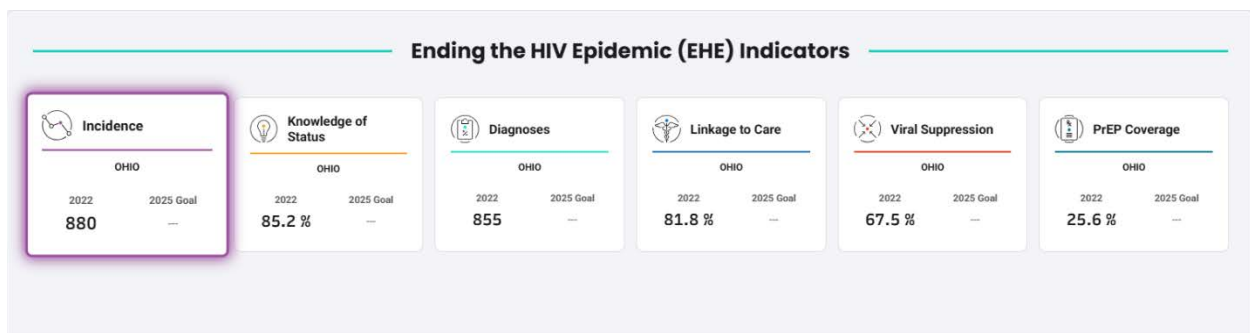 Ending the HIV Epidemic (EHE) Indicators
Incidence
OHIO
2022 2025 Goal
880 ---
Knowledge of
Status
OHIO
2022 2025 Goal
85.2 % ---
Diagnoses
OHIO
2022 2025 Goal
855 ---
Linkage to Care
OHIO
2022 2025 Goal
81.8 % ---
Viral Suppression
OHIO
2022 2025 Goal
67.5 % ---
PrEP Coverage
OHIO
2022 2025 Goal
25.6 % ---